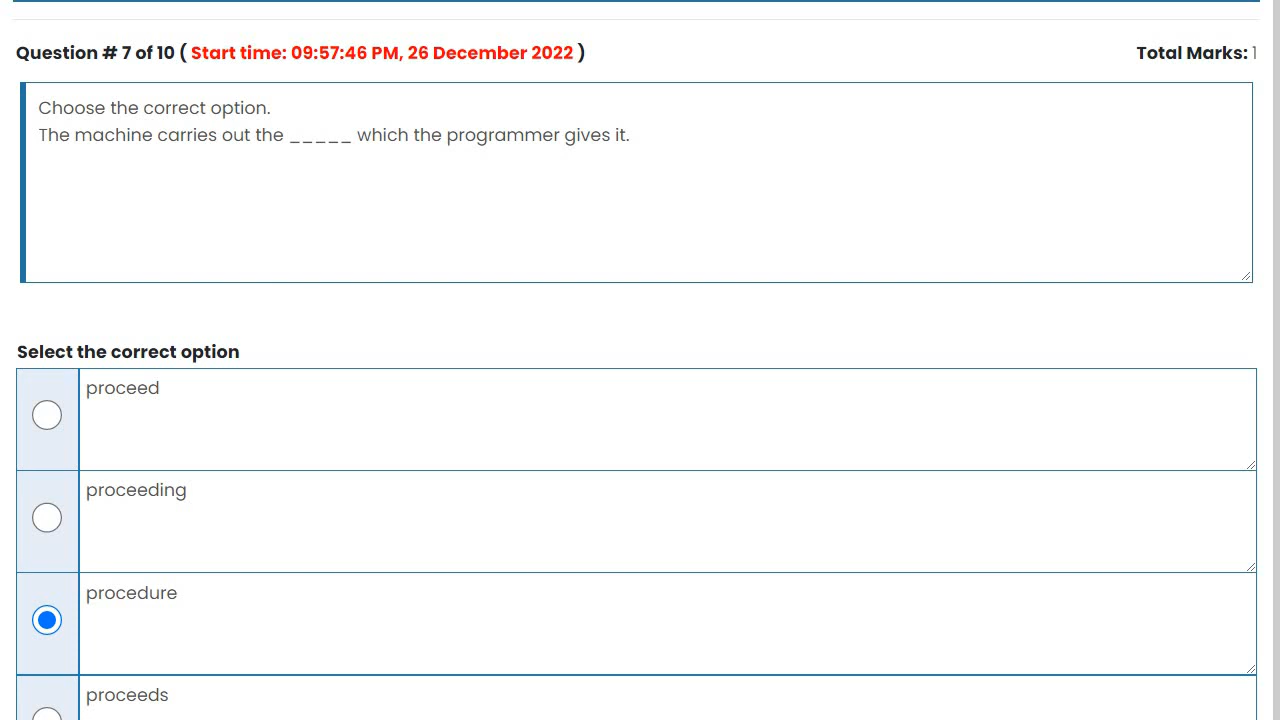 Question # 7 of 10 ( Start time: 09:57:46 PM, 26 December 2022 ) Total Marks: 1
Choose the correct option.
The machine carries out the _____ which the programmer gives it.
Select the correct option
proceed
proceeding
procedure
proceeds